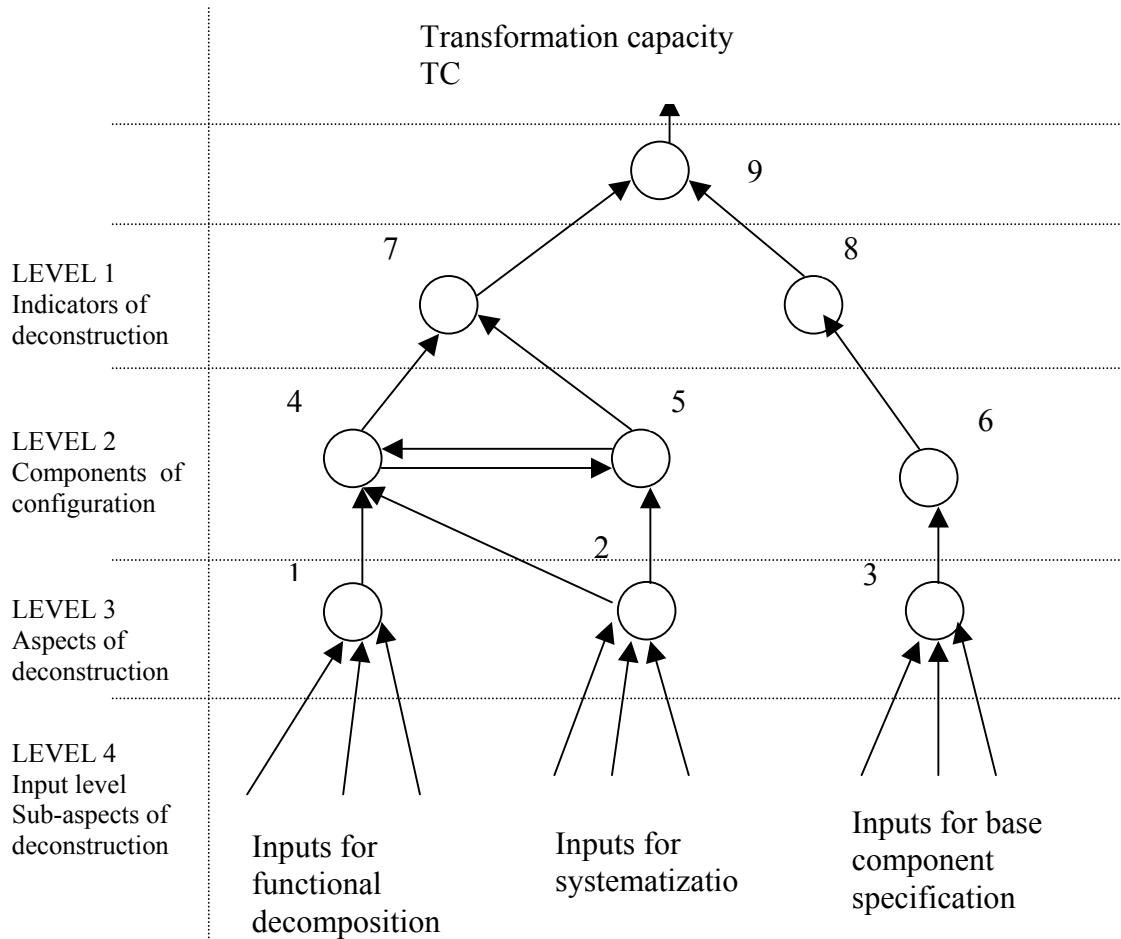 Transformation capacity
TC
9
7
8
LEVEL 1
Indicators of
deconstruction
4
5
6
LEVEL 2
Components of
configuration
1
2
3
LEVEL 3
Aspects of
deconstruction
LEVEL 4
Input level
Sub-aspects of
deconstruction
Inputs for
functional
decomposition
Inputs for
systematizatio
Inputs for base
component
specification